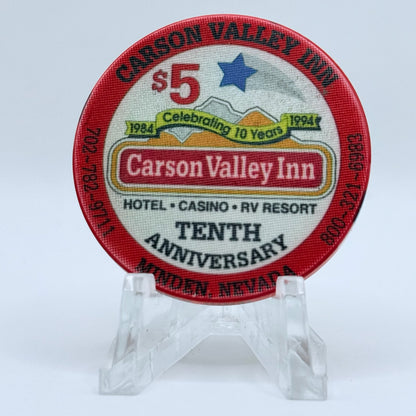 CARSON VALLEY INN
$5
1984 Celebrating 10 Years 1994
Carson Valley Inn
HOTEL • CASINO • RV RESORT
TENTH
ANNIVERSARY
MINDEN, NEVADA
702-782-9711
800-321-6983